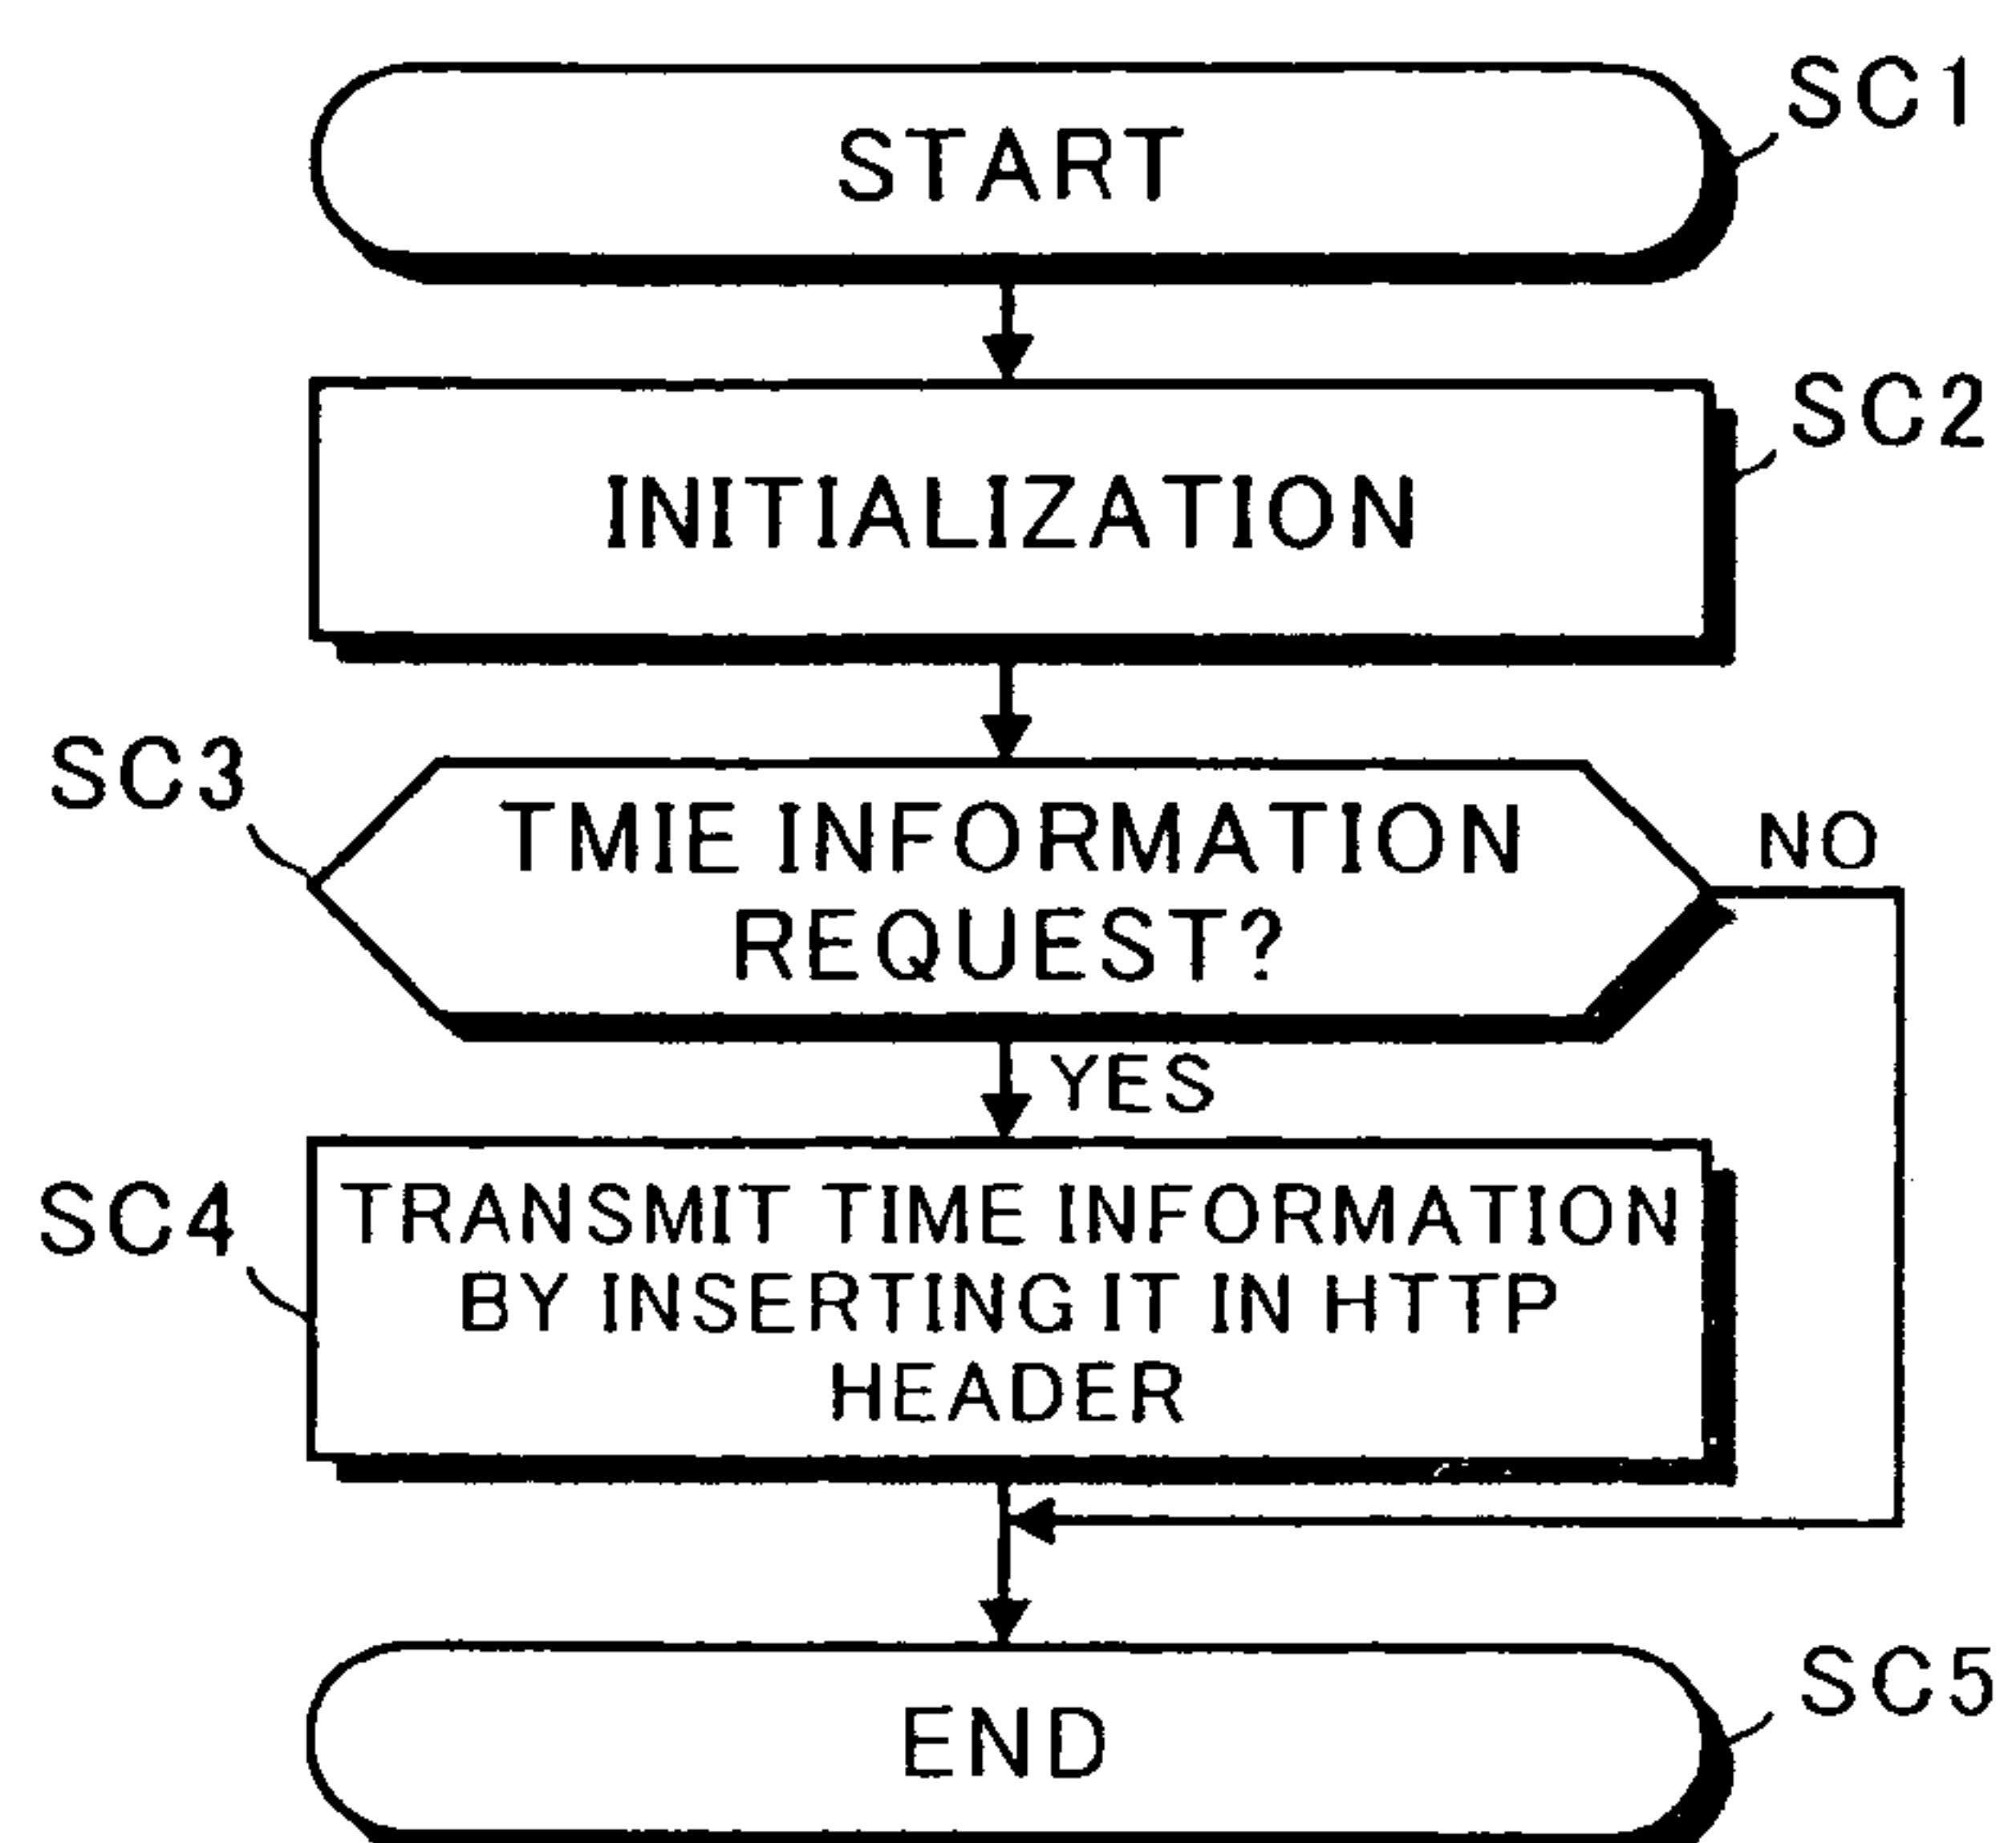 SC1
START
SC2
INITIALIZATION
SC3
TMIE INFORMATION
REQUEST?
NO
YES
SC4
TRANSMIT TIME INFORMATION
BY INSERTING IT IN HTTP
HEADER
SC5
END